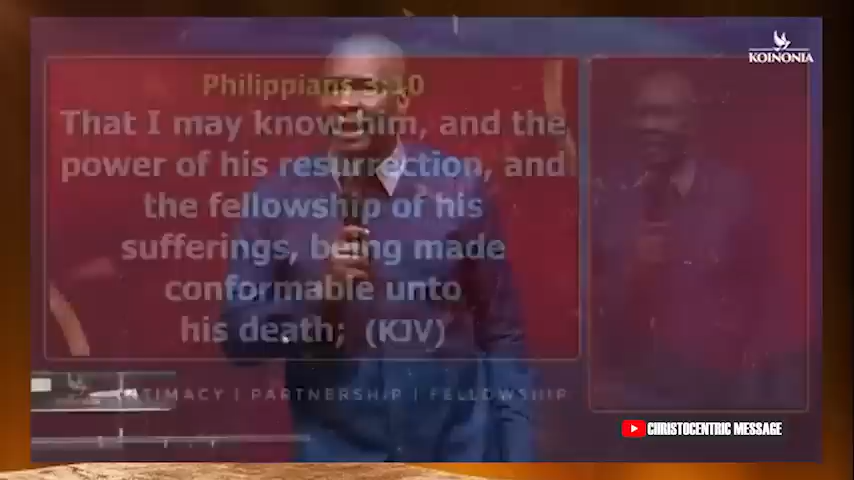 KOINONIA
Philippians 3:10
That I may know him, and the
power of his resurrection, and
the fellowship of his
sufferings, being made
conformable unto
his death; (KJV)
INTIMACY | PARTNERSHIP | FELLOWSHIP
CHRISTOCENTRIC MESSAGE